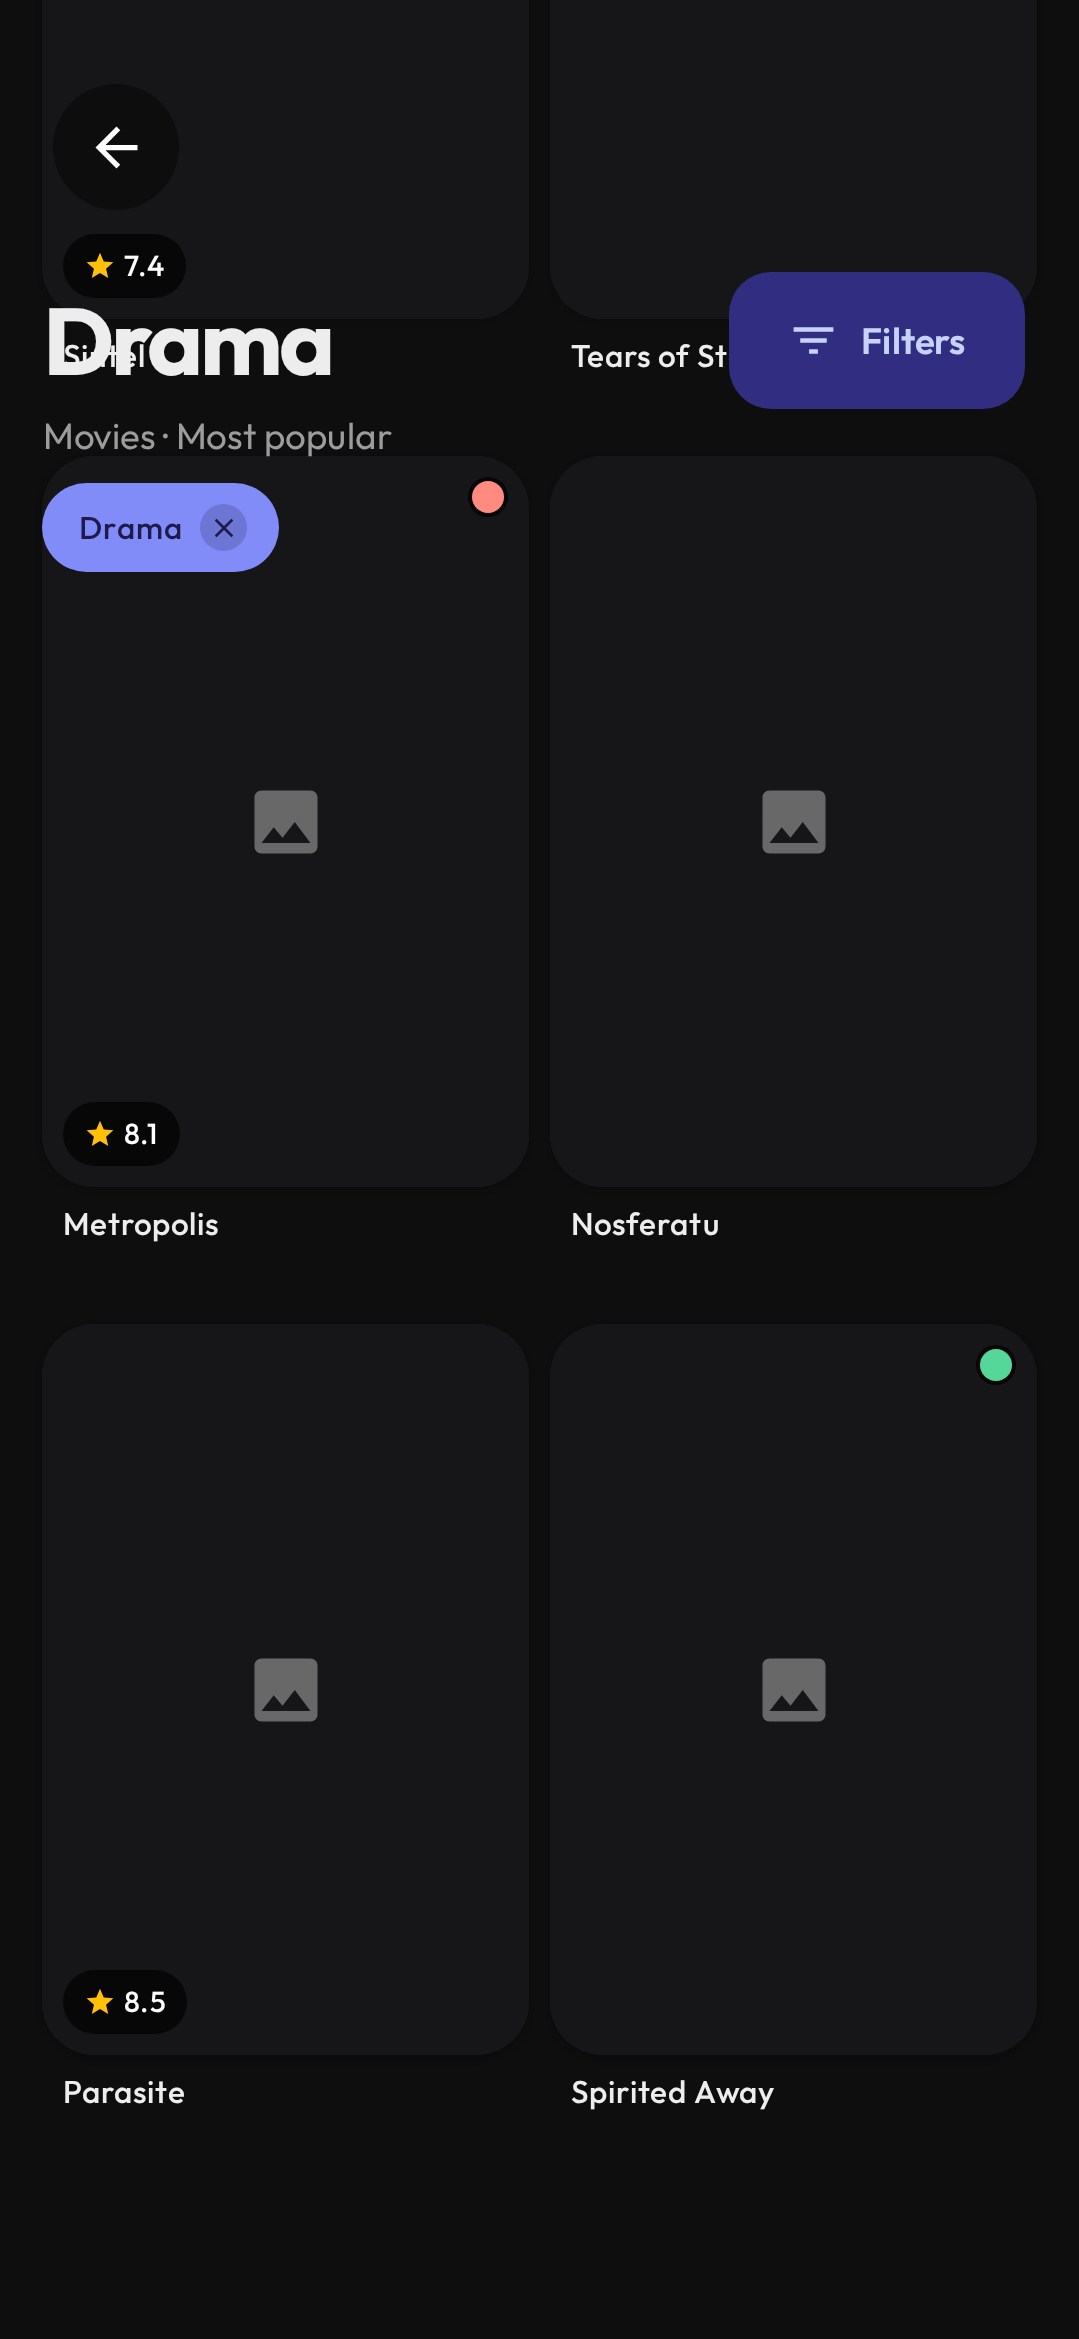 7.4
Drama
Sintel
Tears of St
Filters
Movies · Most popular
Drama
8.1
Metropolis
Nosferatu
8.5
Parasite
Spirited Away